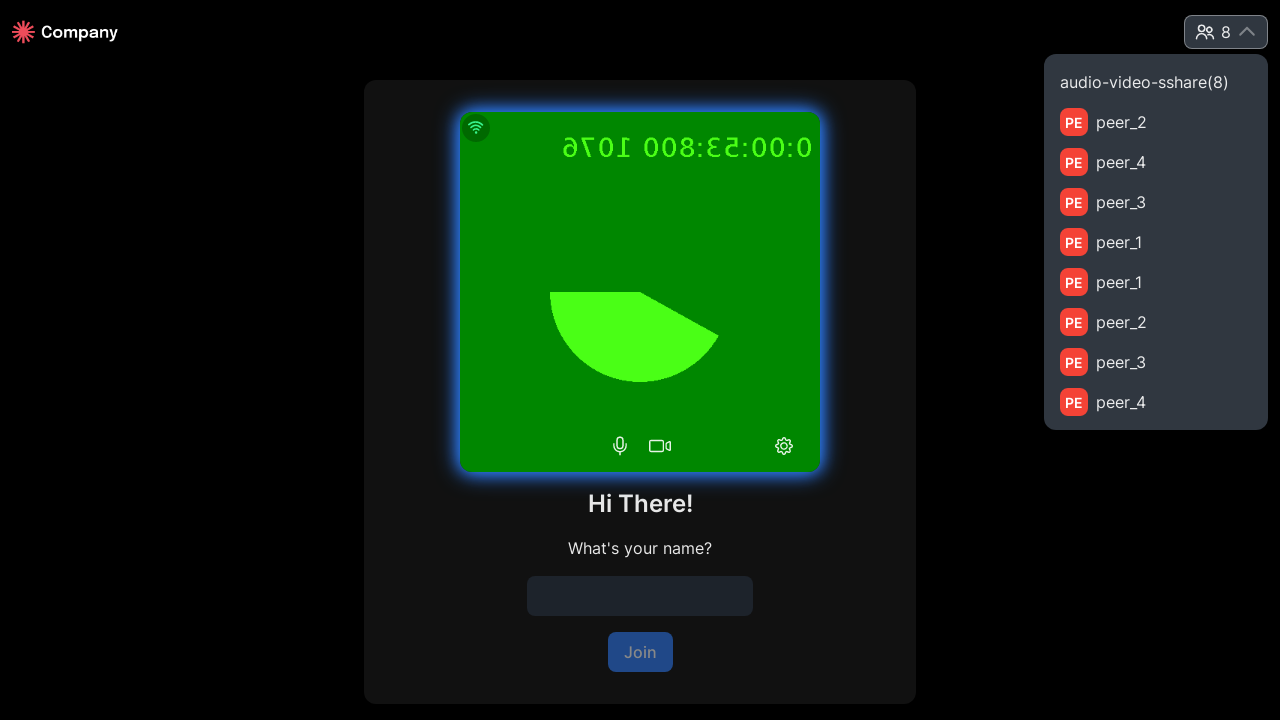 Company
8
audio-video-sshare(8)
PE peer_2
PE peer_4
PE peer_3
PE peer_1
PE peer_1
PE peer_2
PE peer_3
PE peer_4
0:00:53:800 1076
Hi There!
What's your name?
Join